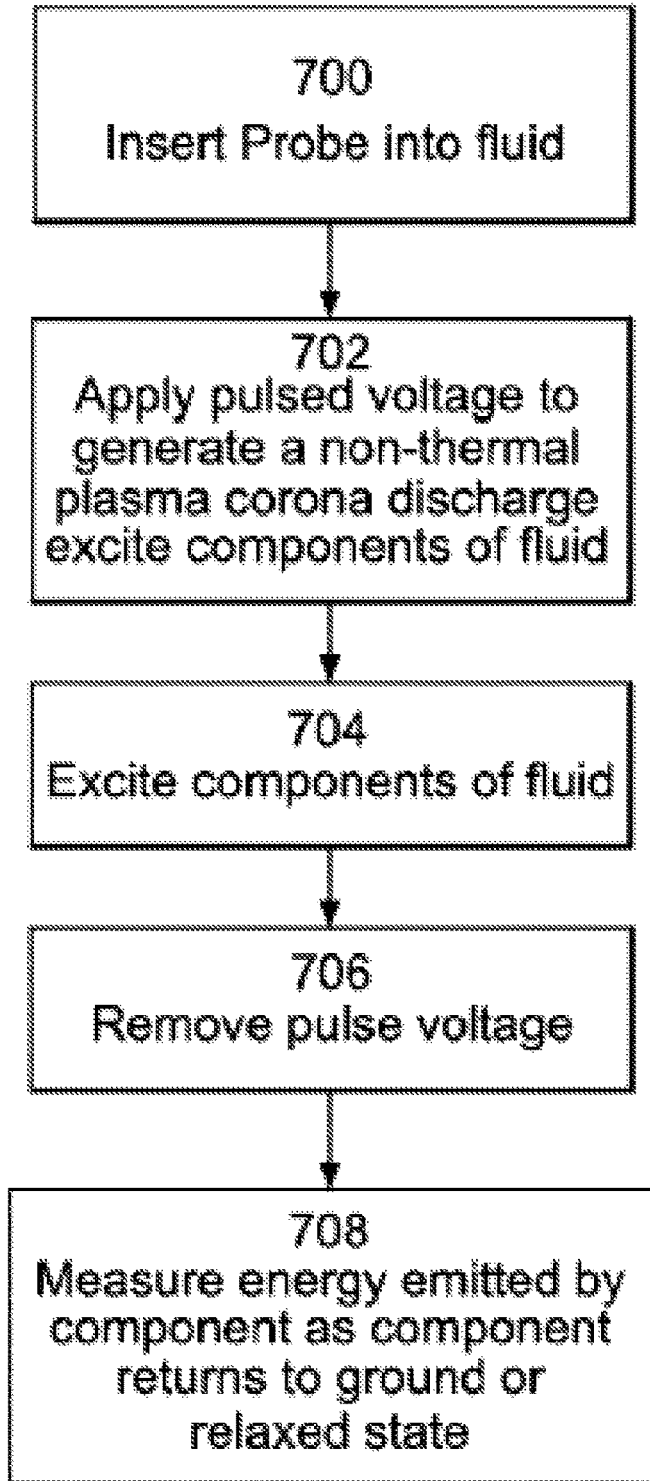 700
Insert Probe into fluid
702
Apply pulsed voltage to
generate a non-thermal
plasma corona discharge
excite components of fluid
704
Excite components of fluid
706
Remove pulse voltage
708
Measure energy emitted by
component as component
returns to ground or
relaxed state